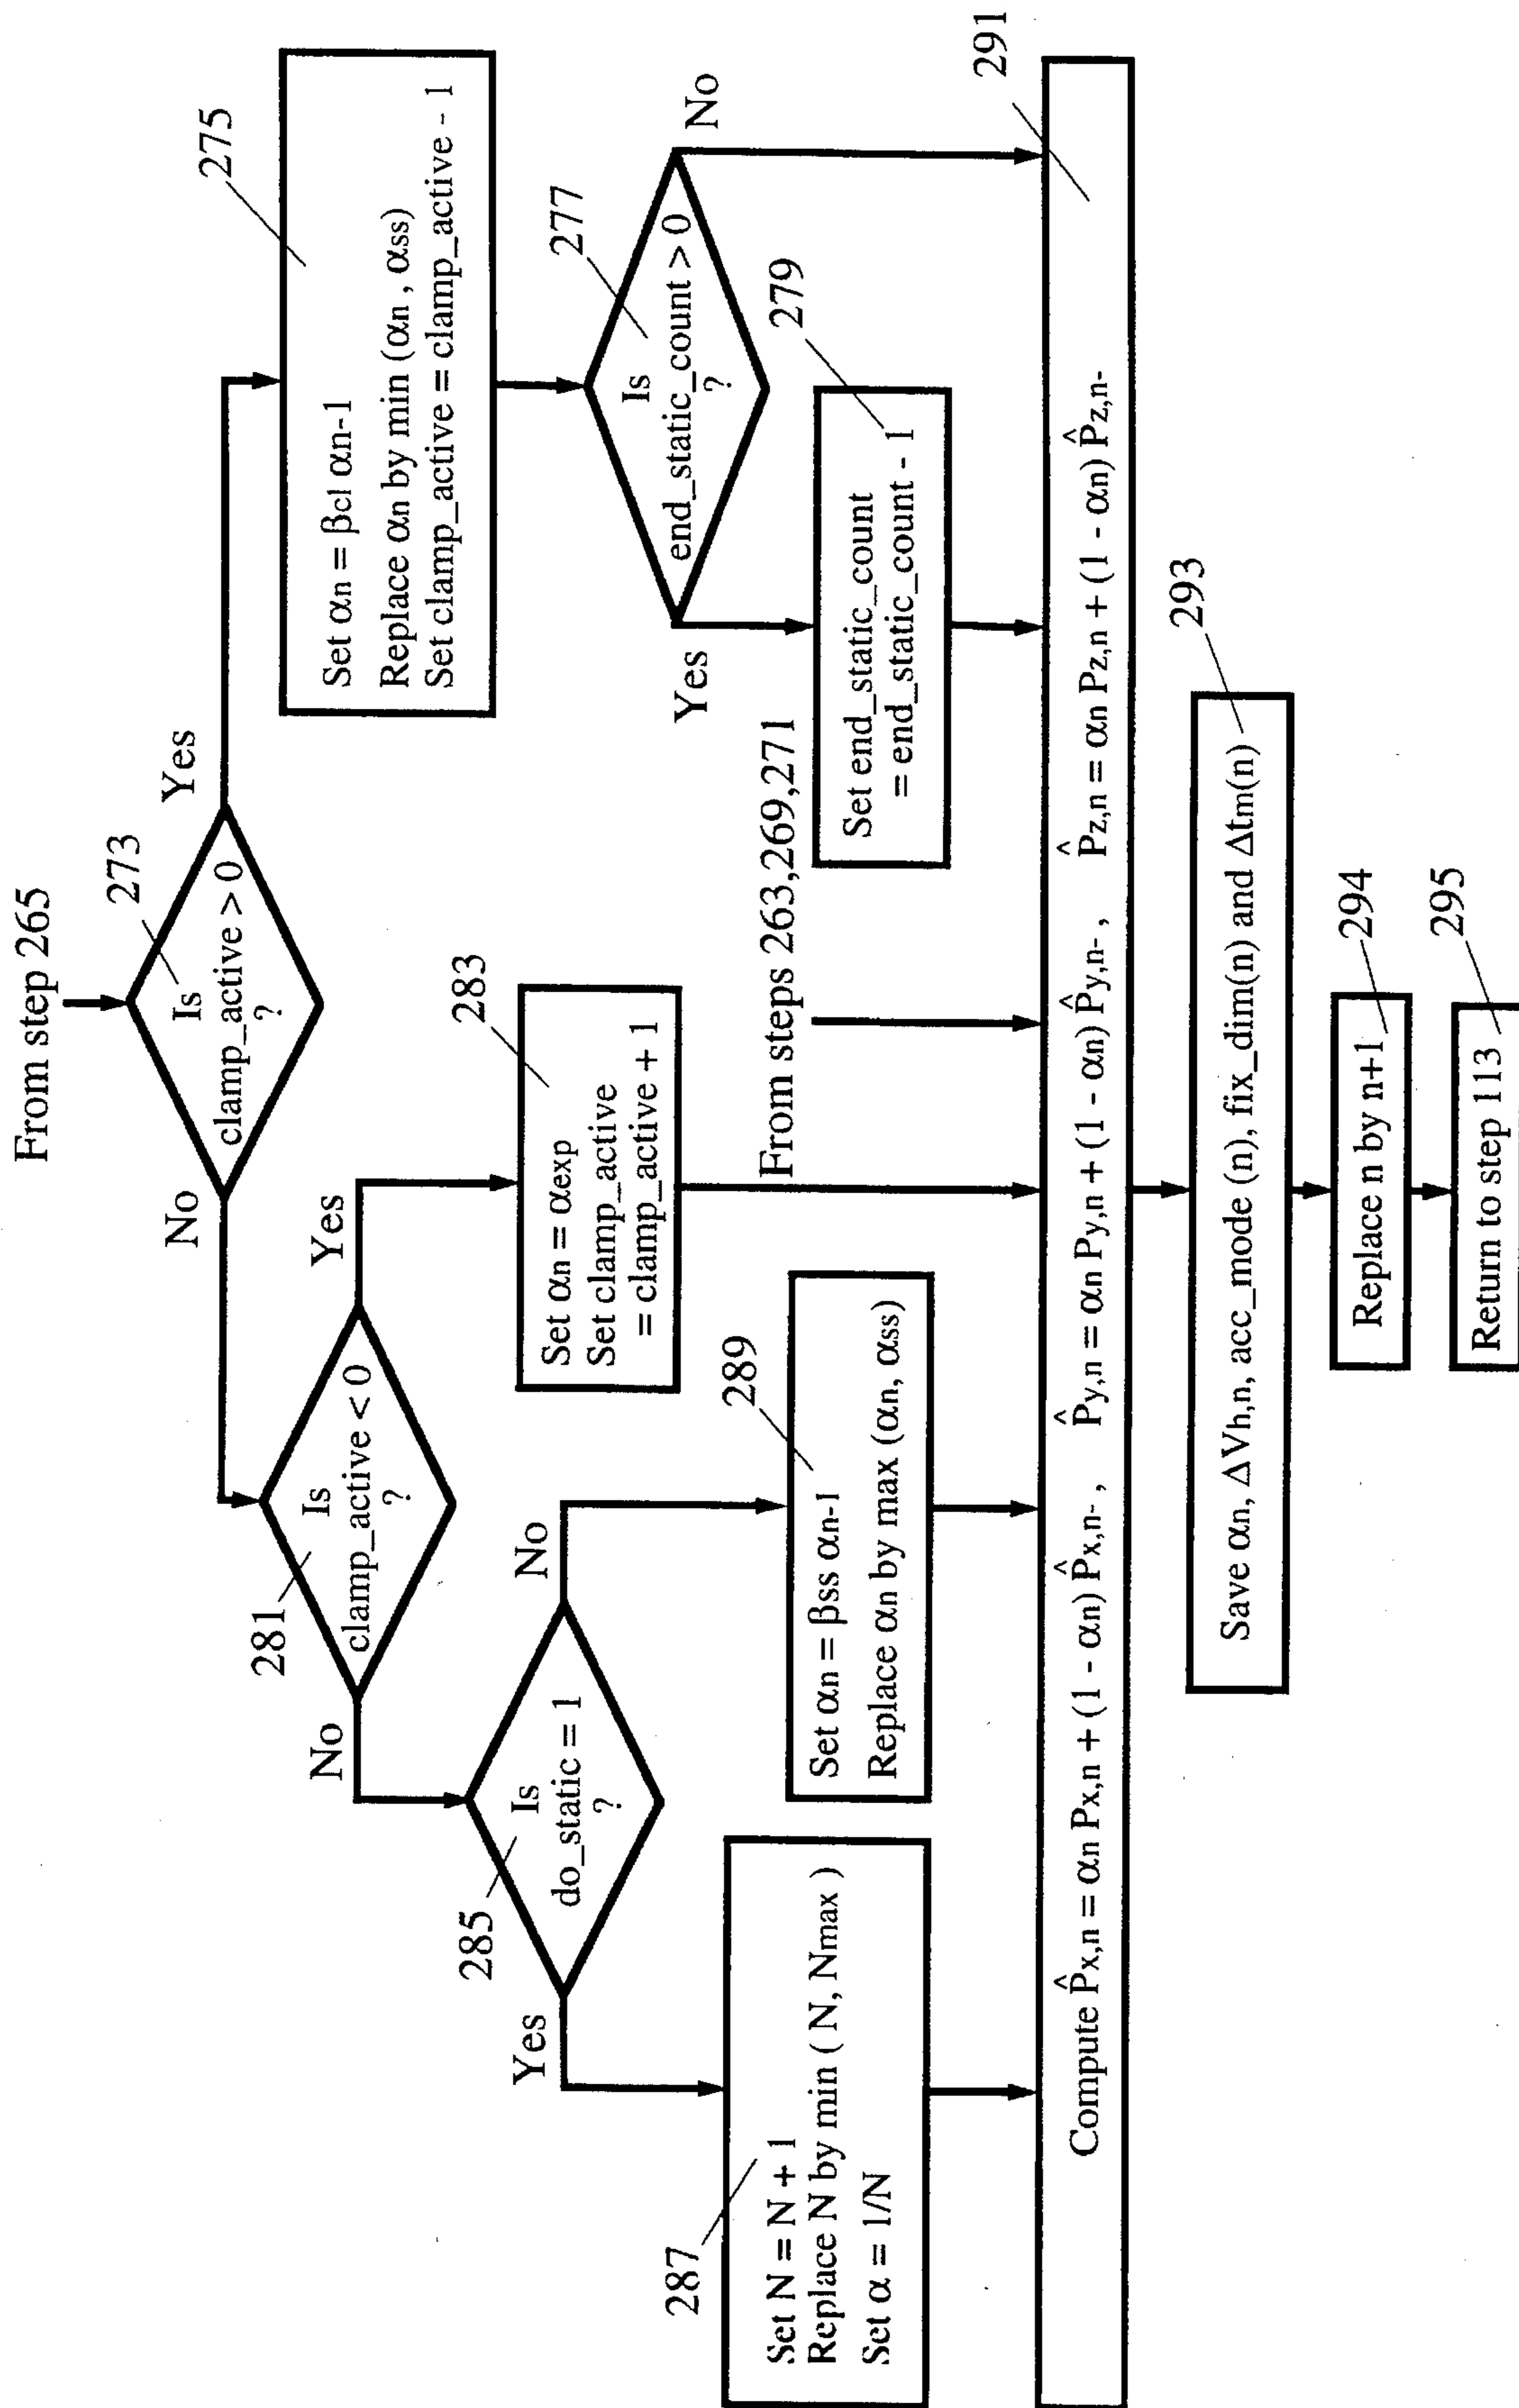 From step 265
273
Is
clamp_active > 0
?
Yes
No
275
Set αn = βcl αn-1
Replace αn by min (αn , αss)
Set clamp_active = clamp_active - 1
277
Is
end_static_count > 0
?
No
Yes
279
Set end_static_count
= end_static_count - 1
281
Is
clamp_active < 0
?
Yes
No
283
Set αn = αexp
Set clamp_active
= clamp_active + 1
285
Is
do_static = 1
?
No
Yes
289
Set αn = βss αn-1
Replace αn by max (αn, αss)
287
Set N = N + 1
Replace N by min ( N, Nmax )
Set α = 1/N
From steps 263,269,271
291
Compute P̂x,n = αn Px,n + (1 - αn) P̂x,n- , P̂y,n = αn Py,n + (1 - αn) P̂y,n- , P̂z,n = αn Pz,n + (1 - αn) P̂z,n-
293
Save αn, ΔVh,n, acc_mode (n), fix_dim(n) and Δtm(n)
294
Replace n by n+1
295
Return to step 113